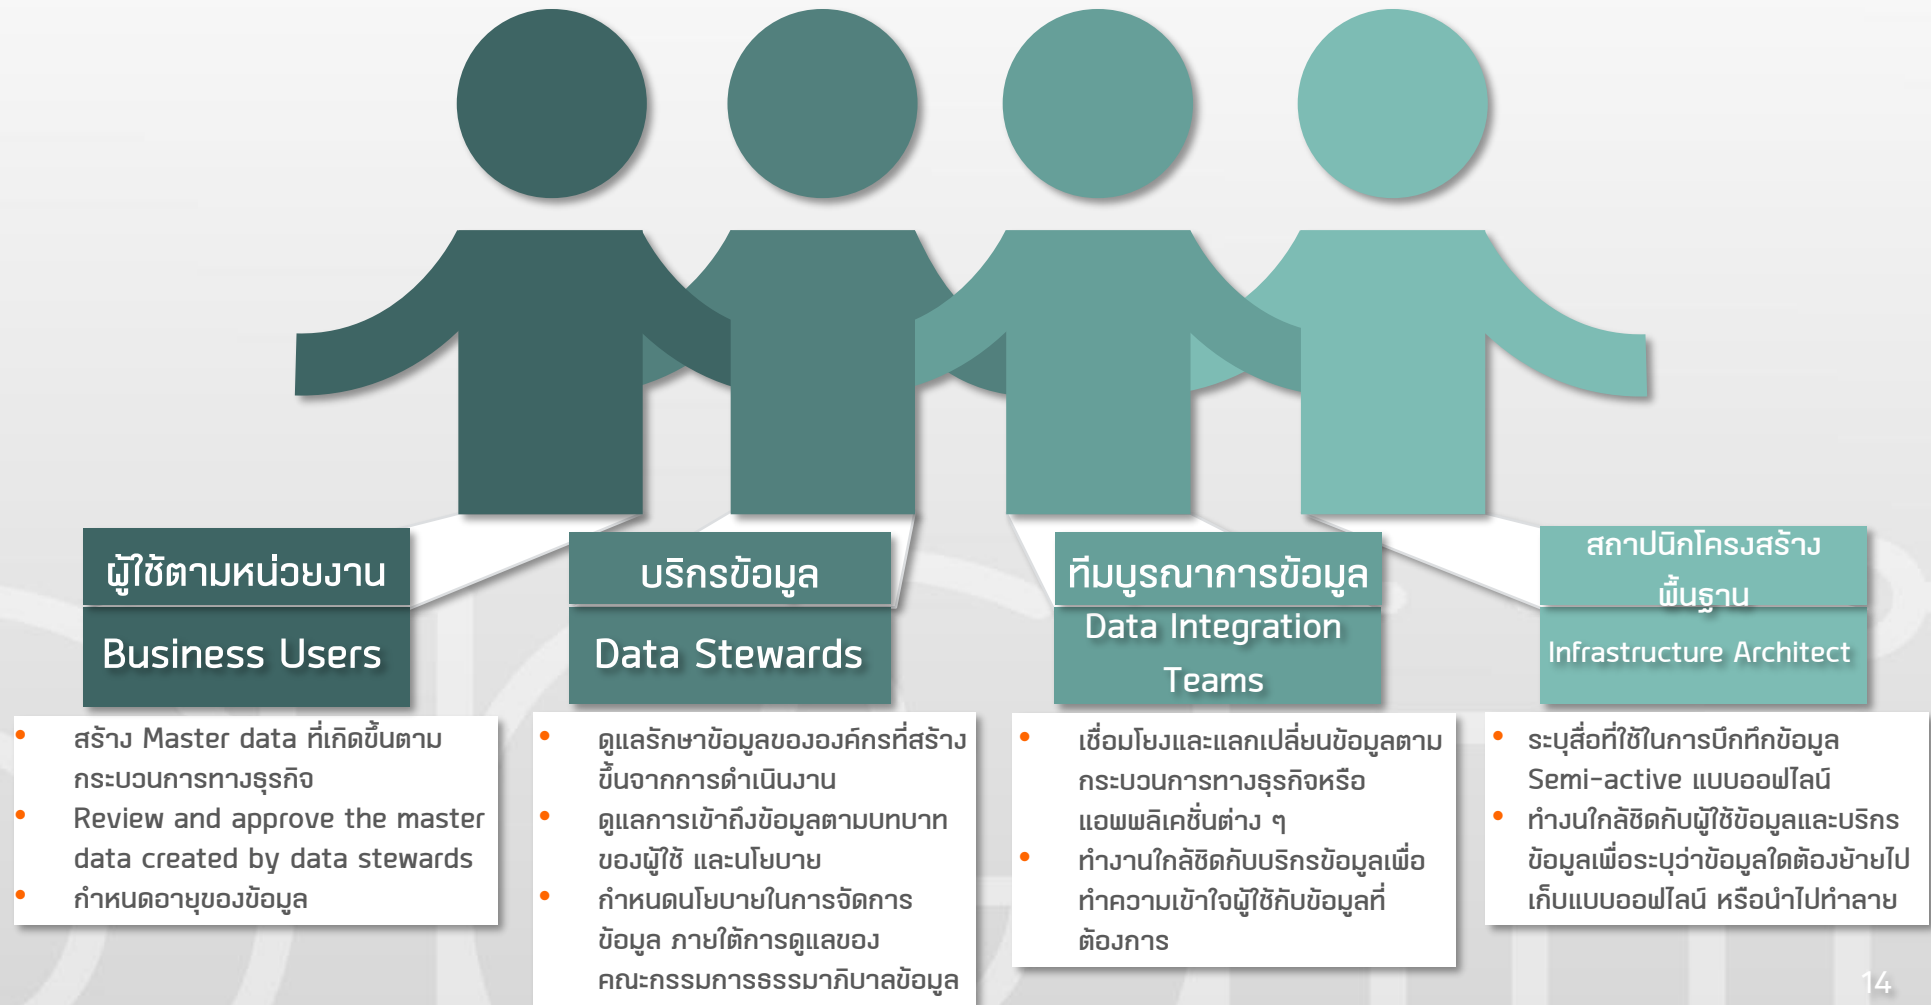 ผู้ใช้ตามหน่วยงาน
Business Users
• สร้าง Master data ที่เกิดขึ้นตาม
กระบวนการทางธุรกิจ
• Review and approve the master
data created by data stewards
• กำหนดอายุของข้อมูล
บริกรข้อมูล
Data Stewards
• ดูแลรักษาข้อมูลขององค์กรที่สร้าง
ขึ้นจากการดำเนินงาน
• ดูแลการเข้าถึงข้อมูลตามบทบาท
ของผู้ใช้ และนโยบาย
• กำหนดนโยบายในการจัดการ
ข้อมูล ภายใต้การดูแลของ
คณะกรรมการธรรมาภิบาลข้อมูล
ทีมบูรณาการข้อมูล
Data Integration
Teams
• เชื่อมโยงและแลกเปลี่ยนข้อมูลตาม
กระบวนการทางธุรกิจหรือ
แอพพลิเคชั่นต่าง ๆ
• ทำงานใกล้ชิดกับบริกรข้อมูลเพื่อ
ทำความเข้าใจผู้ใช้กับข้อมูลที่
ต้องการ
สถาปนิกโครงสร้าง
พื้นฐาน
Infrastructure Architect
• ระบุสื่อที่ใช้ในการบึกทึกข้อมูล
Semi-active แบบออฟไลน์
• ทำงนใกล้ชิดกับผู้ใช้ข้อมูลและบริกร
ข้อมูลเพื่อระบุว่าข้อมูลใดต้องย้ายไป
เก็บแบบออฟไลน์ หรือนำไปทำลาย
14